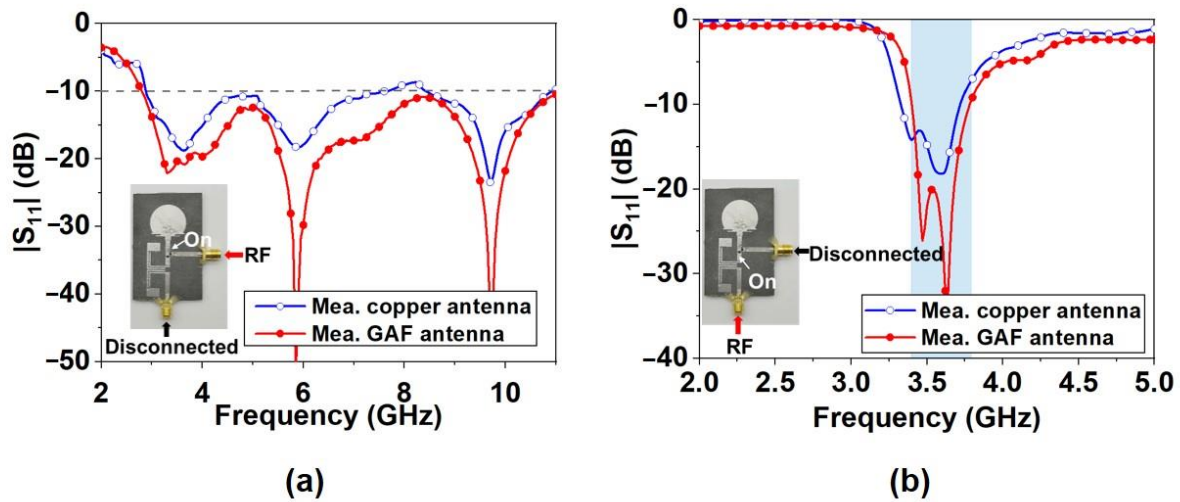 (a)
|S11| (dB)
0
−10
−20
−30
−40
−50
On
RF
Disconnected
Mea. copper antenna
Mea. GAF antenna
2 4 6 8 10
Frequency (GHz)
(b)
|S11| (dB)
0
−10
−20
−30
−40
On
Disconnected
RF
Mea. copper antenna
Mea. GAF antenna
2.0 2.5 3.0 3.5 4.0 4.5 5.0
Frequency (GHz)
(a) (b)